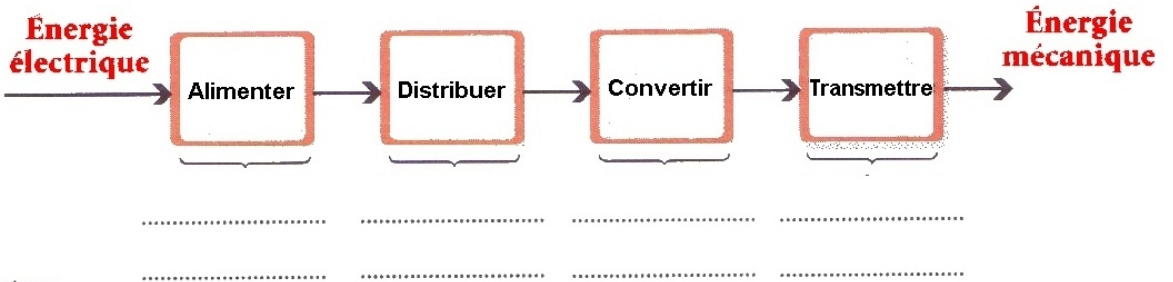 Énergie
électrique
Alimenter
Distribuer
Convertir
Transmettre
Énergie
mécanique